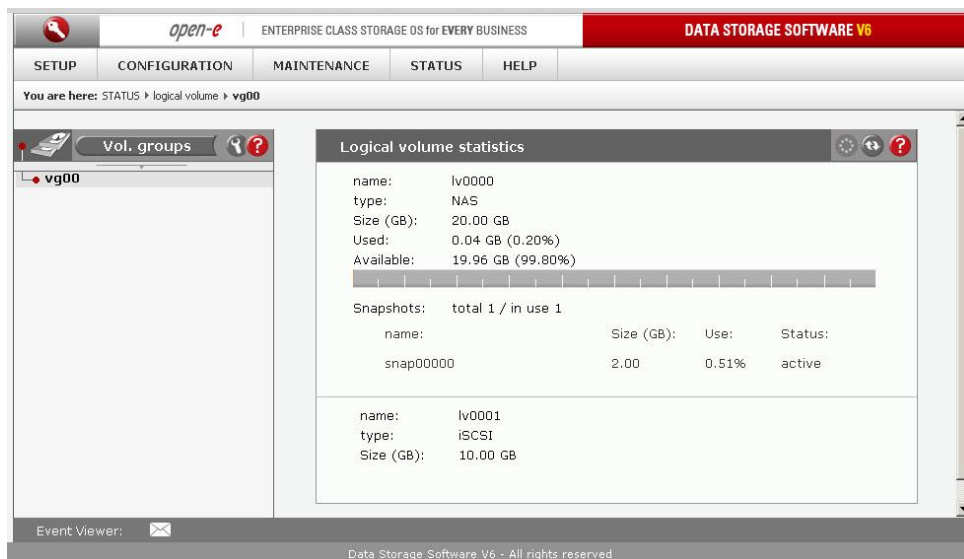 open-e ENTERPRISE CLASS STORAGE OS for EVERY BUSINESS DATA STORAGE SOFTWARE V6
SETUP CONFIGURATION MAINTENANCE STATUS HELP
You are here: STATUS logical volume vg00
Vol. groups
vg00
Logical volume statistics
name: lv0000
type: NAS
Size (GB): 20.00 GB
Used: 0.04 GB (0.20%)
Available: 19.96 GB (99.80%)
Snapshots: total 1 / in use 1
name: Size (GB): Use: Status:
snap00000 2.00 0.51% active
name: lv0001
type: iSCSI
Size (GB): 10.00 GB
Event Viewer:
Data Storage Software V6 - All rights reserved